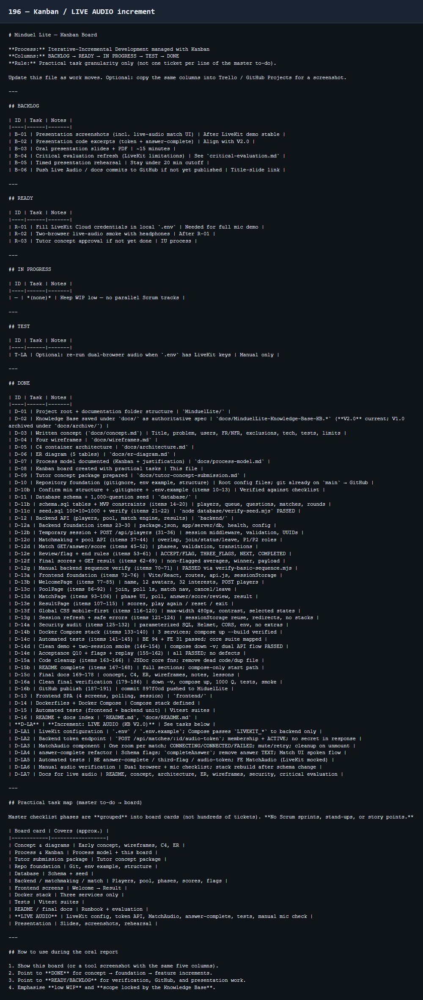 196 — Kanban / LIVE AUDIO increment
# Minduel Lite — Kanban Board
**Process:** Iterative-Incremental Development managed with Kanban
**Columns:** BACKLOG → READY → IN PROGRESS → TEST → DONE
**Rule:** Practical task granularity only (not one ticket per line of the master to-do).
Update this file as work moves. Optional: copy the same columns into Trello / GitHub Projects for a screenshot.
---
## BACKLOG
| ID | Task | Notes |
|----|------|-------|
| B-01 | Presentation screenshots (incl. live-audio match UI) | After LiveKit demo stable |
| B-02 | Presentation code excerpts (token + answer-complete) | Align with V2.0 |
| B-03 | Oral presentation slides + PDF | ~15 minutes |
| B-04 | Critical evaluation refresh (LiveKit limitations) | See `critical-evaluation.md` |
| B-05 | Timed presentation rehearsal | Stay under 20 min cutoff |
| B-06 | Push Live Audio / docs commits to GitHub if not yet published | Title-slide link |
---
## READY
| ID | Task | Notes |
|----|------|-------|
| R-01 | Fill LiveKit Cloud credentials in local `.env` | Needed for full mic demo |
| R-02 | Two-browser live-audio smoke with headphones | After R-01 |
| R-03 | Tutor concept approval if not yet done | IU process |
---
## IN PROGRESS
| ID | Task | Notes |
|----|------|-------|
| — | *(none)* | Keep WIP low — no parallel Scrum tracks |
---
## TEST
| ID | Task | Notes |
|----|------|-------|
| T-LA | Optional: re-run dual-browser audio when `.env` has LiveKit keys | Manual only |
---
## DONE
| ID | Task | Notes |
|----|------|-------|
| D-01 | Project root + documentation folder structure | `MinduelLite/` |
| D-02 | Knowledge Base saved under `docs/` as authoritative spec | `docs/MinduelLite-Knowledge-Base-KB.*` (**V2.0** current; V1.0
archived under `docs/archive/`) |
| D-03 | Written concept (`docs/concept.md`) | Title, problem, users, FR/NFR, exclusions, tech, tests, limits |
| D-04 | Four wireframes | `docs/wireframes.md` |
| D-05 | C4 container architecture | `docs/architecture.md` |
| D-06 | ER diagram (5 tables) | `docs/er-diagram.md` |
| D-07 | Process model documented (Kanban + justification) | `docs/process-model.md` |
| D-08 | Kanban board created with practical tasks | This file |
| D-09 | Tutor concept package prepared | `docs/tutor-concept-submission.md` |
| D-10 | Repository foundation (gitignore, env example, structure) | Root config files; git already on `main` → GitHub |
| D-10b | Confirm min structure + .gitignore + .env.example (items 10–13) | Verified against checklist |
| D-11 | Database schema + 1,000-question seed | `database/` |
| D-11b | schema.sql tables + MVP constraints (items 14–20) | players, queue, questions, matches, rounds |
| D-11c | seed.sql 100×10=1000 + verify (items 21–22) | `node database/verify-seed.mjs` PASSED |
| D-12 | Backend API (players, pool, match engine, results) | `backend/` |
| D-12a | Backend foundation items 23–30 | package.json, app/server/db, health, config |
| D-12b | Temporary session + POST /api/players (31–36) | session middleware, validation, UUIDs |
| D-12c | Matchmaking + pool API (items 37–44) | overlap, join/status/leave, P1/P2 roles |
| D-12d | Match GET/answer/score (items 45–52) | phases, validation, transitions |
| D-12e | Review/flag + end rules (items 53–61) | ACCEPT/FLAG, THREE_FLAGS, NEXT, COMPLETED |
| D-12f | Final scores + GET result (items 62–69) | non-flagged averages, winner, payload |
| D-12g | Manual backend sequence verify (items 70–71) | PASSED via verify-basic-sequence.mjs |
| D-13a | Frontend foundation (items 72–76) | Vite/React, routes, api.js, sessionStorage |
| D-13b | WelcomePage (items 77–85) | name, 12 avatars, 32 interests, POST players |
| D-13c | PoolPage (items 86–92) | join, poll 1s, match nav, cancel/leave |
| D-13d | MatchPage (items 93–106) | phase UI, poll, answer/score/review, result |
| D-13e | ResultPage (items 107–115) | scores, play again / reset / exit |
| D-13f | Global CSS mobile-first (items 116–120) | max-width 480px, contrast, selected states |
| D-13g | Session refresh + safe errors (items 121–124) | sessionStorage reuse, redirects, no stacks |
| D-14a | Security audit (items 125–132) | parameterized SQL, Helmet, CORS, env, no extras |
| D-14b | Docker Compose stack (items 133–140) | 3 services; compose up --build verified |
| D-14c | Automated tests (items 141–145) | BE 94 + FE 31 passed; core suite mapped |
| D-14d | Clean demo + two-session smoke (146–154) | compose down -v; dual API flow PASSED |
| D-14e | Acceptance Q10 + flags + replay (155–162) | all PASSED; no defects |
| D-15a | Code cleanup (items 163–166) | JSDoc core fns; remove dead code/dup file |
| D-15b | README complete (items 167–168) | full sections; compose-only start path |
| D-15c | Final docs 169–178 | concept, C4, ER, wireframes, notes, lessons |
| D-16a | Clean final verification (179–186) | down -v, compose up, 1000 Q, tests, smoke |
| D-16b | GitHub publish (187–191) | commit 897f0cd pushed to MiduelLite |
| D-13 | Frontend SPA (4 screens, polling, session) | `frontend/` |
| D-14 | Dockerfiles + Docker Compose | Compose stack defined |
| D-15 | Automated tests (frontend + backend unit) | Vitest suites |
| D-16 | README + docs index | `README.md`, `docs/README.md` |
| **D-LA** | **Increment: LIVE AUDIO (KB V2.0)** | See tasks below |
| D-LA1 | LiveKit configuration | `.env` / `.env.example`; Compose passes `LIVEKIT_*` to backend only |
| D-LA2 | Backend token endpoint | `POST /api/matches/:id/audio-token`; membership + ACTIVE; no secret in response |
| D-LA3 | MatchAudio component | One room per match; CONNECTING/CONNECTED/FAILED; mute/retry; cleanup on unmount |
| D-LA4 | answer-complete refactor | Schema flags; `completeAnswer`; remove answer TEXT; Match UI spoken flow |
| D-LA5 | Automated tests | BE answer-complete / third-flag / audio-token; FE MatchAudio (LiveKit mocked) |
| D-LA6 | Manual audio verification | Dual browser + mic checklist; stack rebuild after schema change |
| D-LA7 | Docs for live audio | README, concept, architecture, ER, wireframes, security, critical evaluation |
---
## Practical task map (master to-do → board)
Master checklist phases are **grouped** into board cards (not hundreds of tickets). **No Scrum sprints, stand-ups, or story points.**
| Board card | Covers (approx.) |
|------------|------------------|
| Concept & diagrams | Early concept, wireframes, C4, ER |
| Process & Kanban | Process model + this board |
| Tutor submission package | Tutor concept package |
| Repo foundation | Git, env example, structure |
| Database | Schema + seed |
| Backend / matchmaking / match | Players, pool, phases, scores, flags |
| Frontend screens | Welcome → Result |
| Docker stack | Three services only |
| Tests | Vitest suites |
| README / final docs | Runbook + evaluation |
| **LIVE AUDIO** | LiveKit config, token API, MatchAudio, answer-complete, tests, manual mic check |
| Presentation | Slides, screenshots, rehearsal |
---
## How to use during the oral report
1. Show this board (or a tool screenshot with the same five columns).
2. Point to **DONE** for concept → foundation → feature increments.
3. Point to **READY/BACKLOG** for verification, GitHub, and presentation work.
4. Emphasise **low WIP** and **scope locked by the Knowledge Base**.